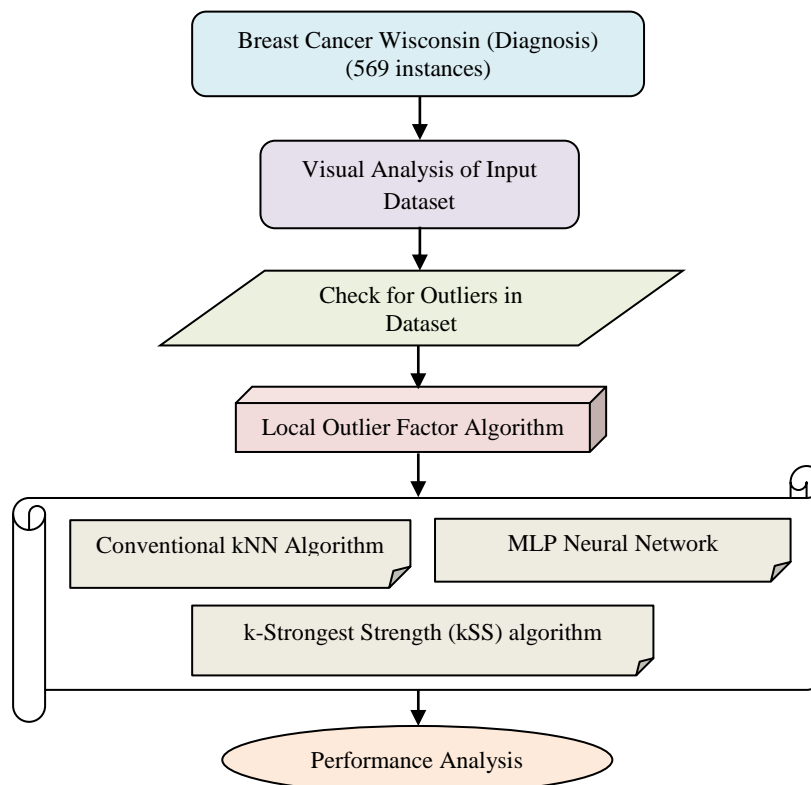 Breast Cancer Wisconsin (Diagnosis)
(569 instances)
Visual Analysis of Input
Dataset
Check for Outliers in
Dataset
Local Outlier Factor Algorithm
Conventional kNN Algorithm
MLP Neural Network
k-Strongest Strength (kSS) algorithm
Performance Analysis